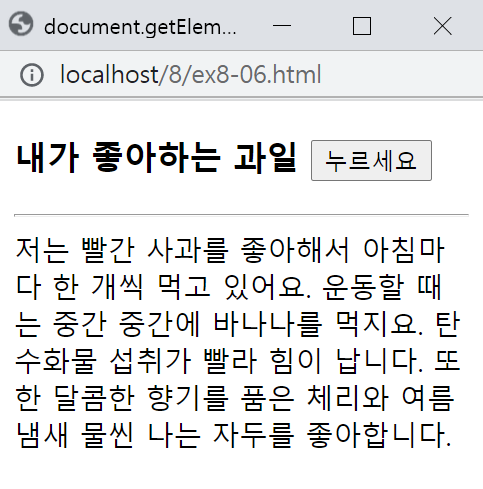 document.getElem...
localhost/8/ex8-06.html
내가 좋아하는 과일 누르세요
저는 빨간 사과를 좋아해서 아침마
다 한 개씩 먹고 있어요. 운동할 때
는 중간 중간에 바나나를 먹지요. 탄
수화물 섭취가 빨라 힘이 납니다. 또
한 달콤한 향기를 품은 체리와 여름
냄새 물씬 나는 자두를 좋아합니다.